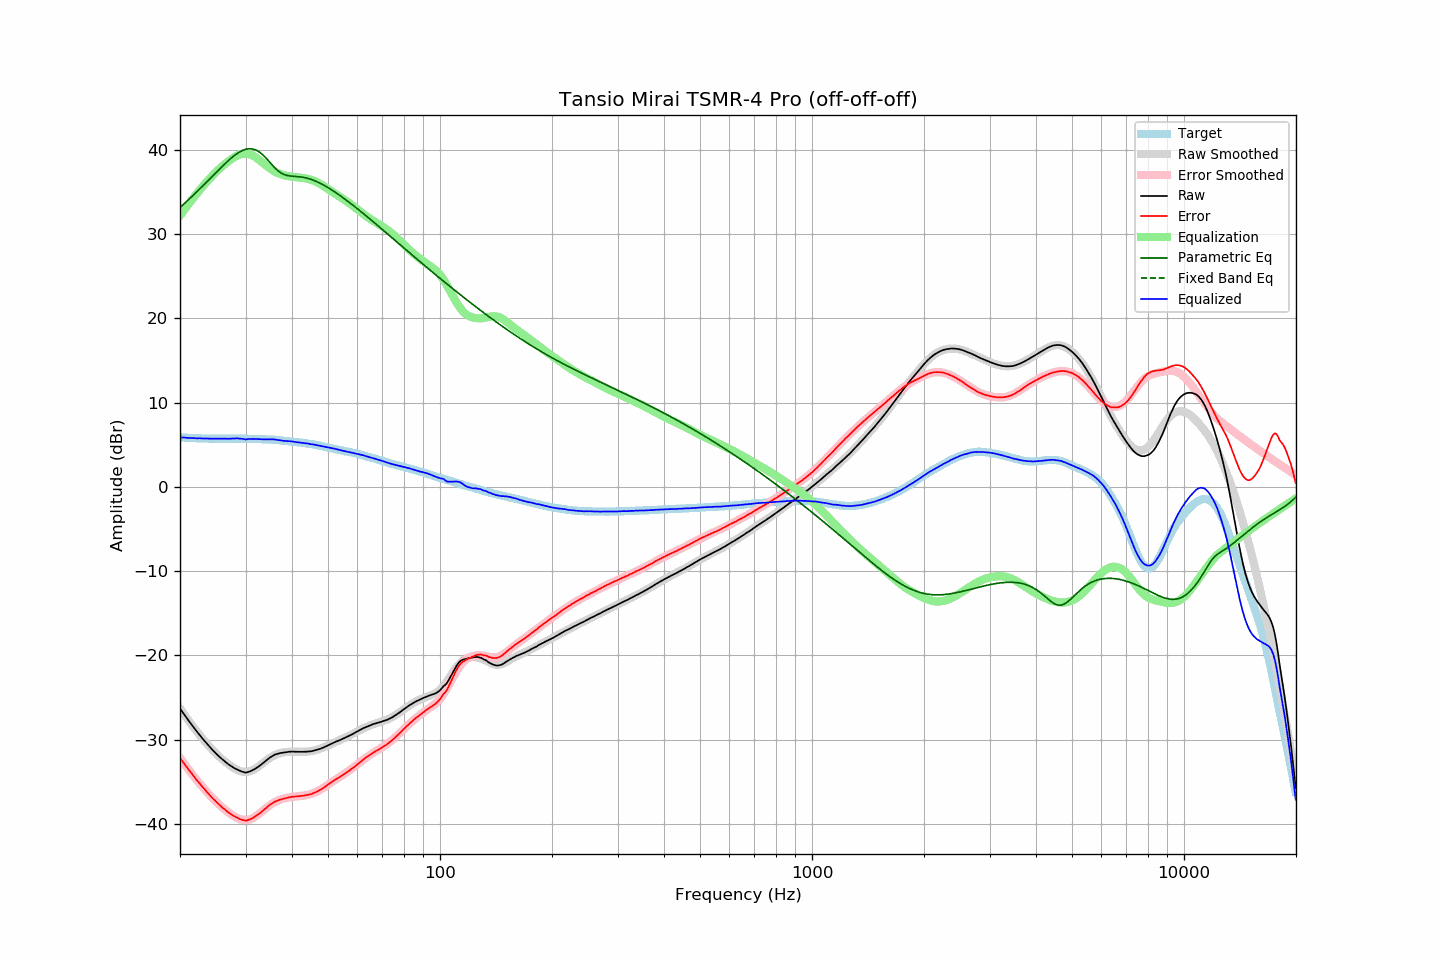 Tansio Mirai TSMR-4 Pro (off-off-off)
Target
Raw Smoothed
Error Smoothed
Raw
Error
Equalization
Parametric Eq
Fixed Band Eq
Equalized
Amplitude (dBr)
40
30
20
10
0
−10
−20
−30
−40
100 1000 10000
Frequency (Hz)